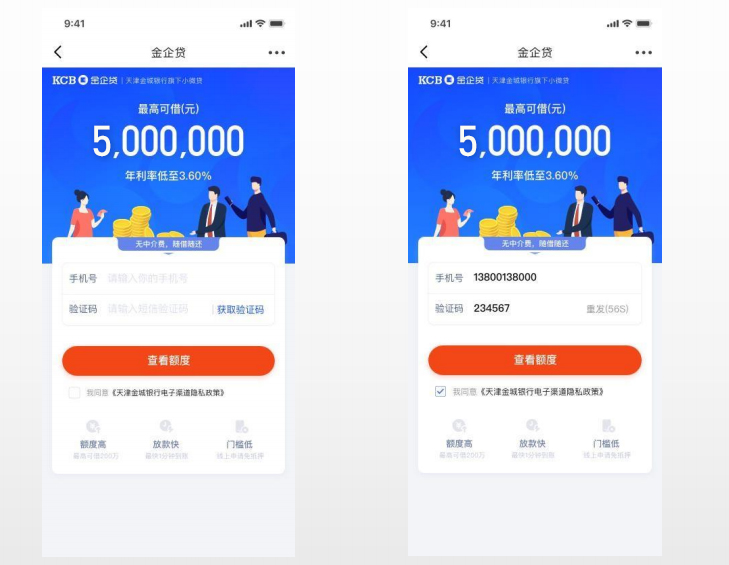 9:41
金企贷
KCB 金企贷 | 天津金城银行旗下小微贷
最高可借(元)
5,000,000
年利率低至3.60%
无中介费，随借随还
手机号 请输入你的手机号
验证码 请输入短信验证码 | 获取验证码
查看额度
我同意《天津金城银行电子渠道隐私政策》
额度高 放款快 门槛低
最高可借200万 最快1分钟到账 线上申请免抵押
9:41
金企贷
KCB 金企贷 | 天津金城银行旗下小微贷
最高可借(元)
5,000,000
年利率低至3.60%
无中介费，随借随还
手机号 13800138000
验证码 234567 重发(56S)
查看额度
我同意《天津金城银行电子渠道隐私政策》
额度高 放款快 门槛低
最高可借200万 最快1分钟到账 线上申请免抵押